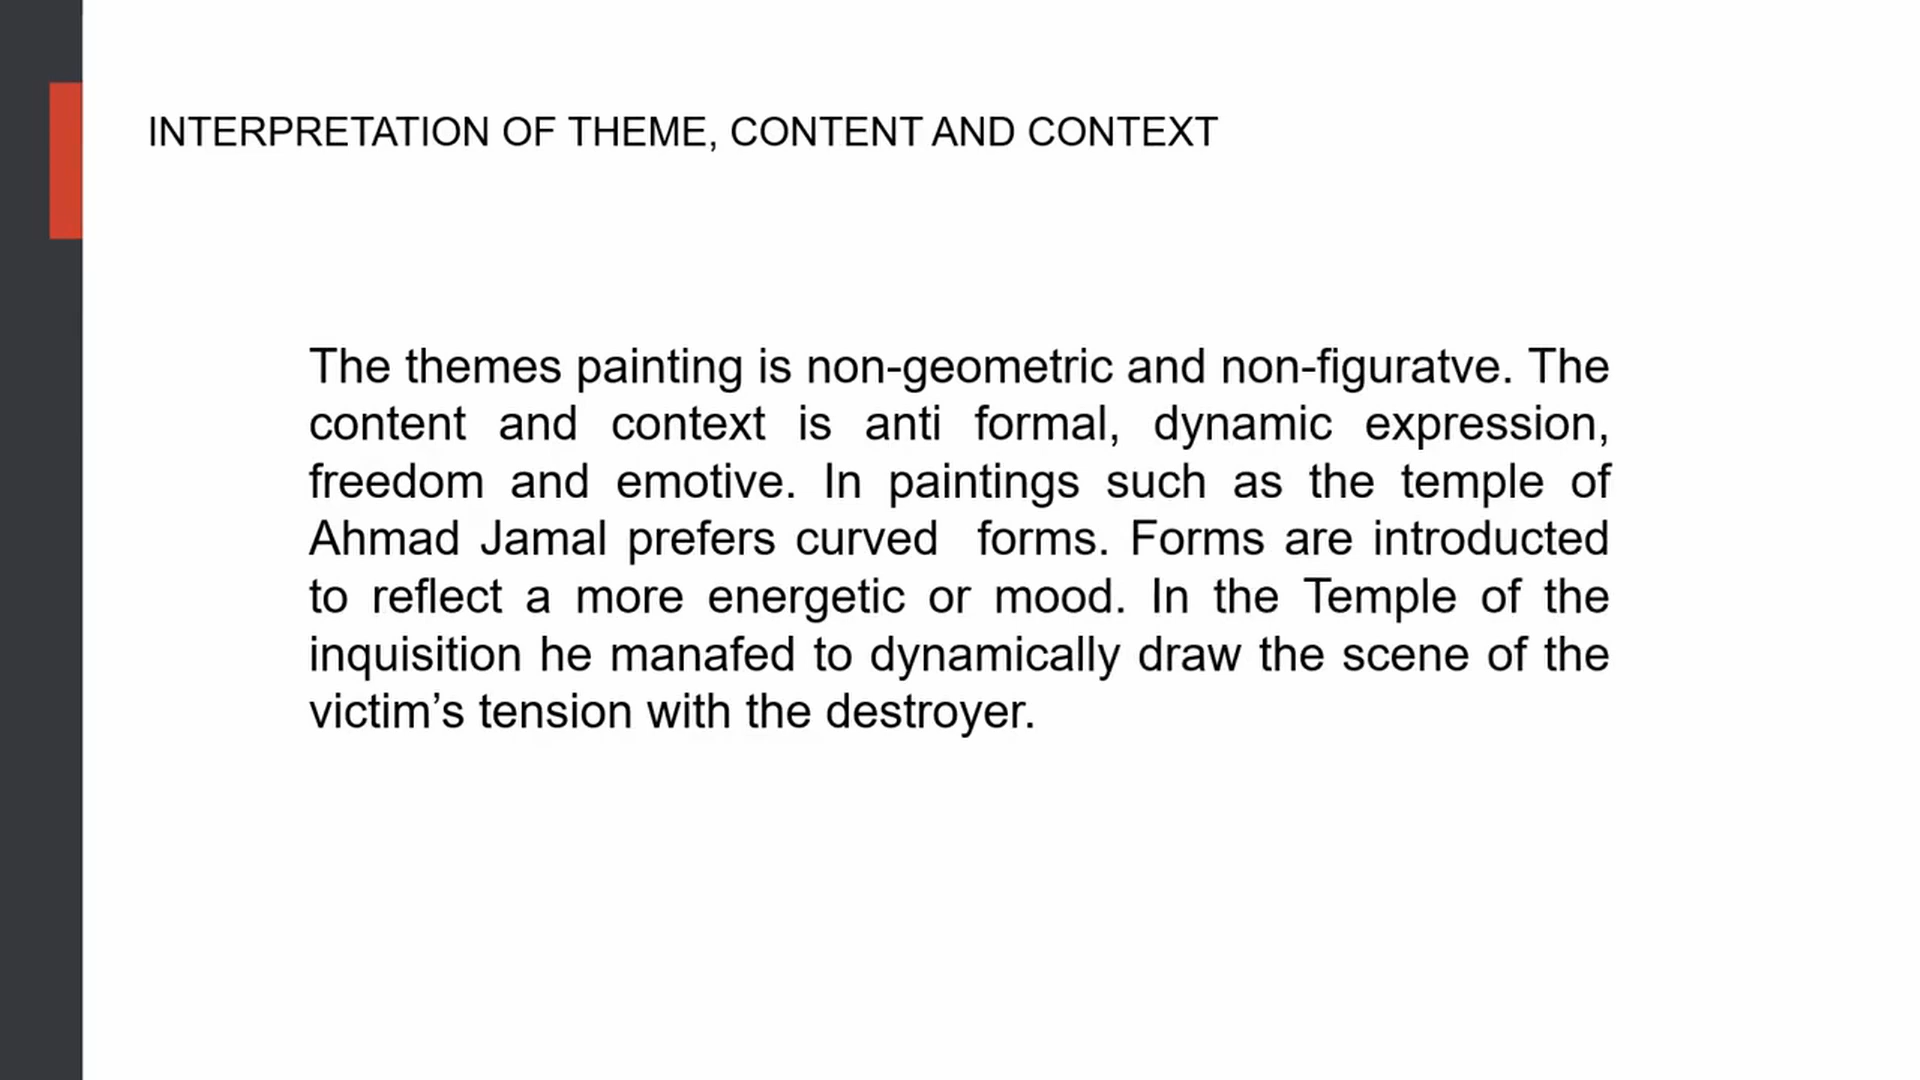 INTERPRETATION OF THEME, CONTENT AND CONTEXT
The themes painting is non-geometric and non-figuratve. The
content and context is anti formal, dynamic expression,
freedom and emotive. In paintings such as the temple of
Ahmad Jamal prefers curved  forms. Forms are introducted
to reflect a more energetic or mood. In the Temple of the
inquisition he manafed to dynamically draw the scene of the
victim’s tension with the destroyer.